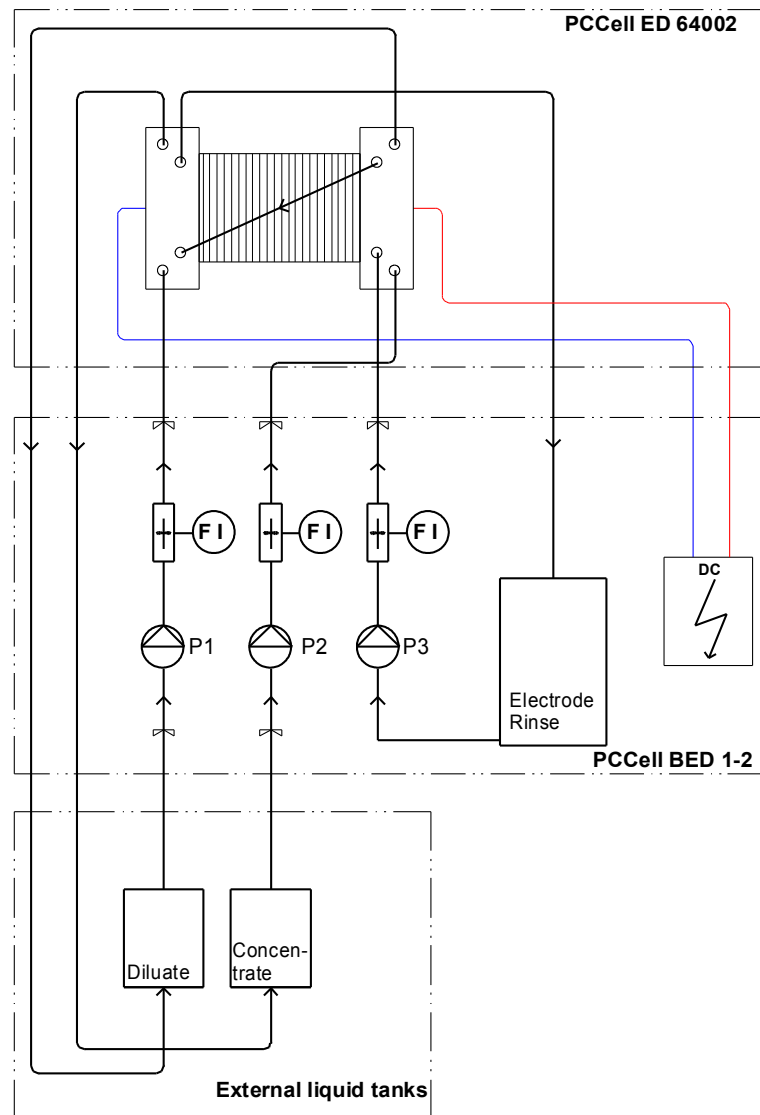 PCCell ED 64002
F I
F I
F I
DC
P1
P2
P3
Electrode
Rinse
PCCell BED 1-2
Diluate
Concen-
trate
External liquid tanks